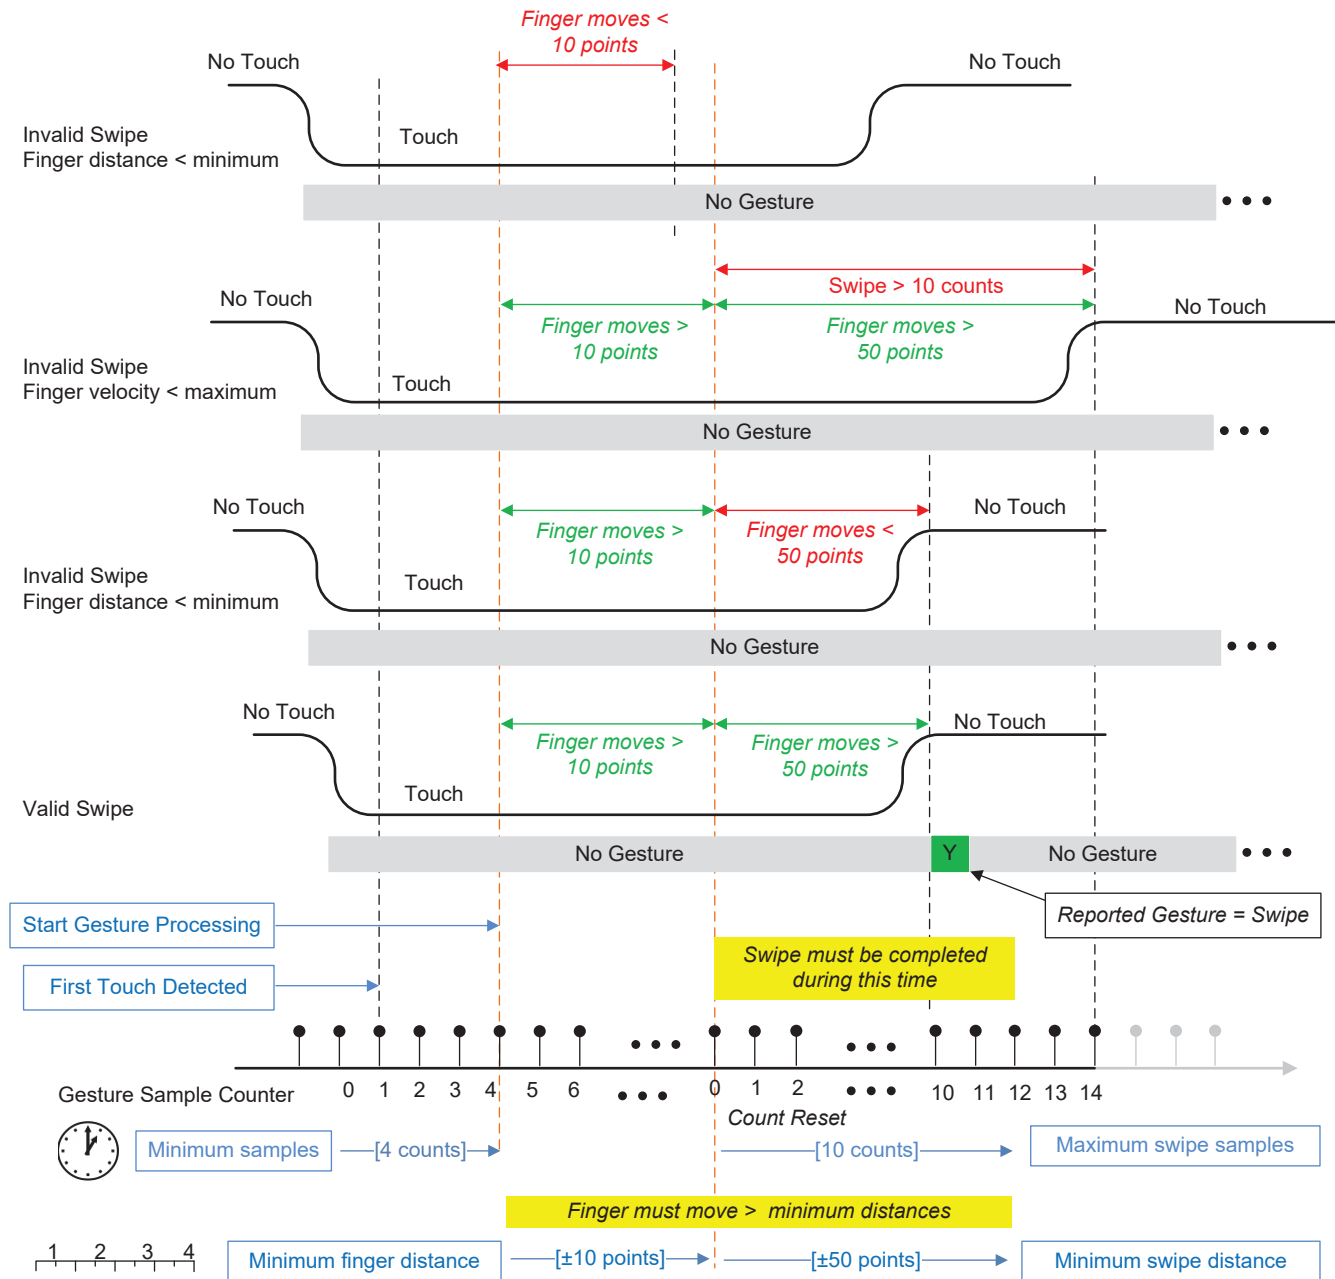 Finger moves <
10 points
No Touch
No Touch
Invalid Swipe
Finger distance < minimum
Touch
No Gesture
Swipe > 10 counts
No Touch
No Touch
Finger moves >
10 points
Finger moves >
50 points
Invalid Swipe
Finger velocity < maximum
Touch
No Gesture
No Touch
No Touch
Finger moves >
10 points
Finger moves <
50 points
Invalid Swipe
Finger distance < minimum
Touch
No Gesture
No Touch
No Touch
Finger moves >
10 points
Finger moves >
50 points
Valid Swipe
Touch
No Gesture
Y
No Gesture
Reported Gesture = Swipe
Start Gesture Processing
Swipe must be completed
during this time
First Touch Detected
Gesture Sample Counter
0 1 2 3 4 5 6 0 1 2 10 11 12 13 14
Count Reset
Minimum samples
[4 counts]
[10 counts]
Maximum swipe samples
Finger must move > minimum distances
1 2 3 4
Minimum finger distance
[±10 points]
[±50 points]
Minimum swipe distance